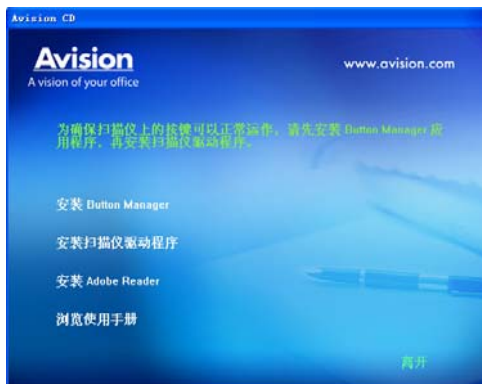 Avision CD
Avision
A vision of your office
www.avision.com
为确保扫描仪上的按键可以正常运作，请先安装 Button Manager 应
用程序，再安装扫描仪驱动程序。
安装 Button Manager
安装扫描仪驱动程序
安装 Adobe Reader
浏览使用手册
离开